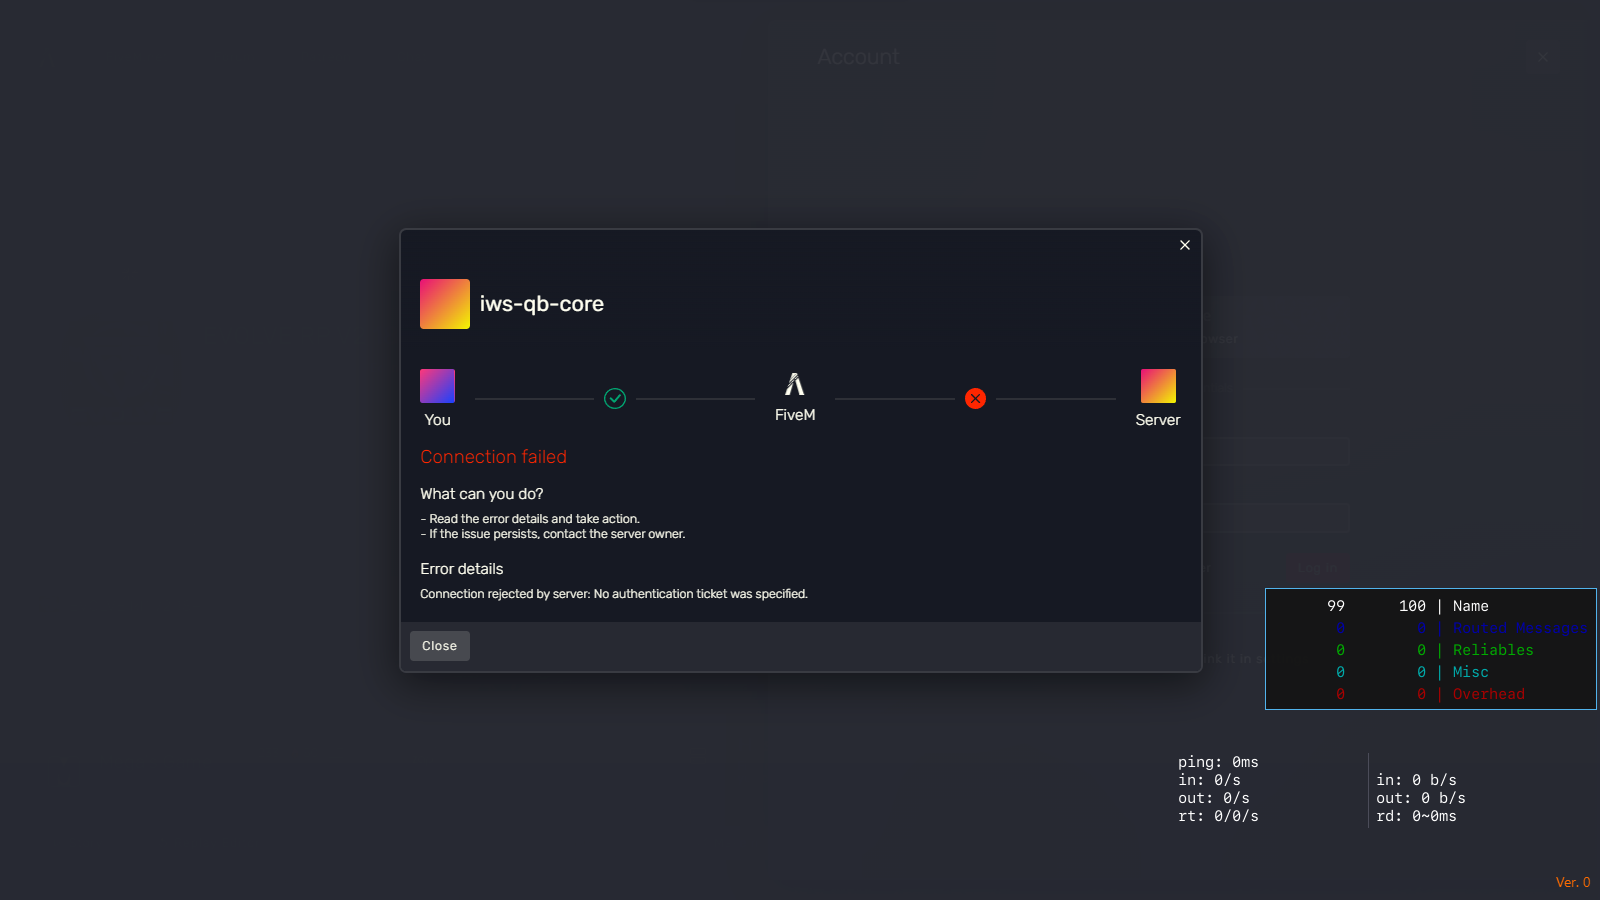 Account
iws-qb-core
You
FiveM
Server
Connection failed
What can you do?
- Read the error details and take action.
- If the issue persists, contact the server owner.
Error details
Connection rejected by server: No authentication ticket was specified.
Close
99 100 | Name
0 0 | Routed Messages
0 0 | Reliables
0 0 | Misc
0 0 | Overhead
ping: 0ms
in: 0/s
out: 0/s
rt: 0/0/s
in: 0 b/s
out: 0 b/s
rd: 0~0ms
Ver. 0